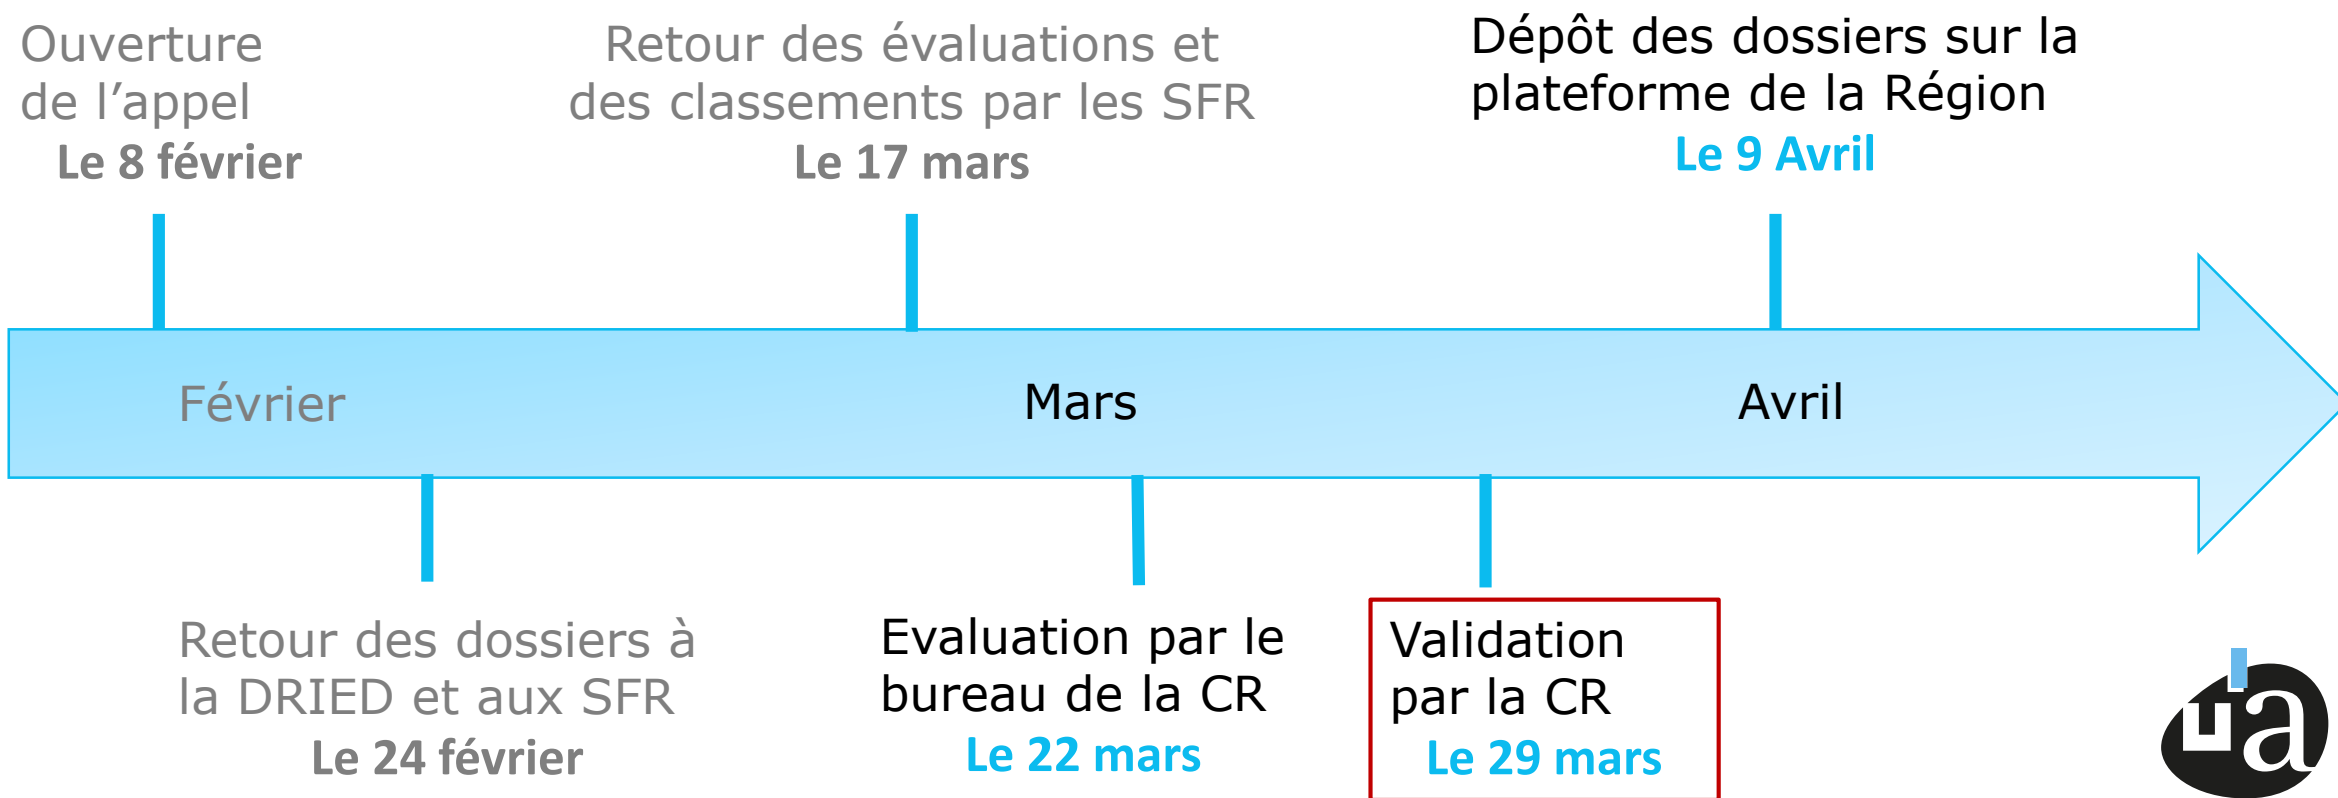 Ouverture
de l’appel
Le 8 février
Retour des évaluations et
des classements par les SFR
Le 17 mars
Dépôt des dossiers sur la
plateforme de la Région
Le 9 Avril
Février
Mars
Avril
Retour des dossiers à
la DRIED et aux SFR
Le 24 février
Evaluation par le
bureau de la CR
Le 22 mars
Validation
par la CR
Le 29 mars
ua